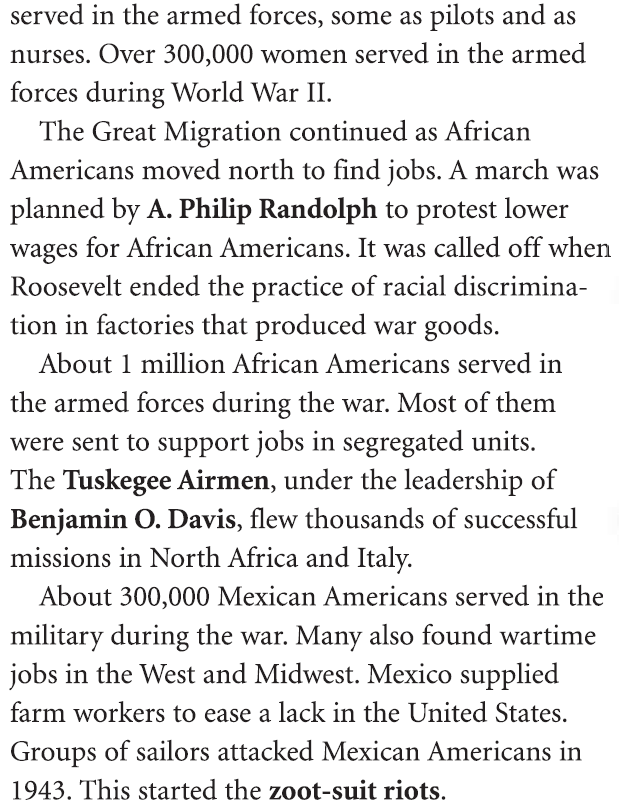 served in the armed forces, some as pilots and as
nurses. Over 300,000 women served in the armed
forces during World War II.
The Great Migration continued as African
Americans moved north to find jobs. A march was
planned by A. Philip Randolph to protest lower
wages for African Americans. It was called off when
Roosevelt ended the practice of racial discrimina-
tion in factories that produced war goods.
About 1 million African Americans served in
the armed forces during the war. Most of them
were sent to support jobs in segregated units.
The Tuskegee Airmen, under the leadership of
Benjamin O. Davis, flew thousands of successful
missions in North Africa and Italy.
About 300,000 Mexican Americans served in the
military during the war. Many also found wartime
jobs in the West and Midwest. Mexico supplied
farm workers to ease a lack in the United States.
Groups of sailors attacked Mexican Americans in
1943. This started the zoot-suit riots.